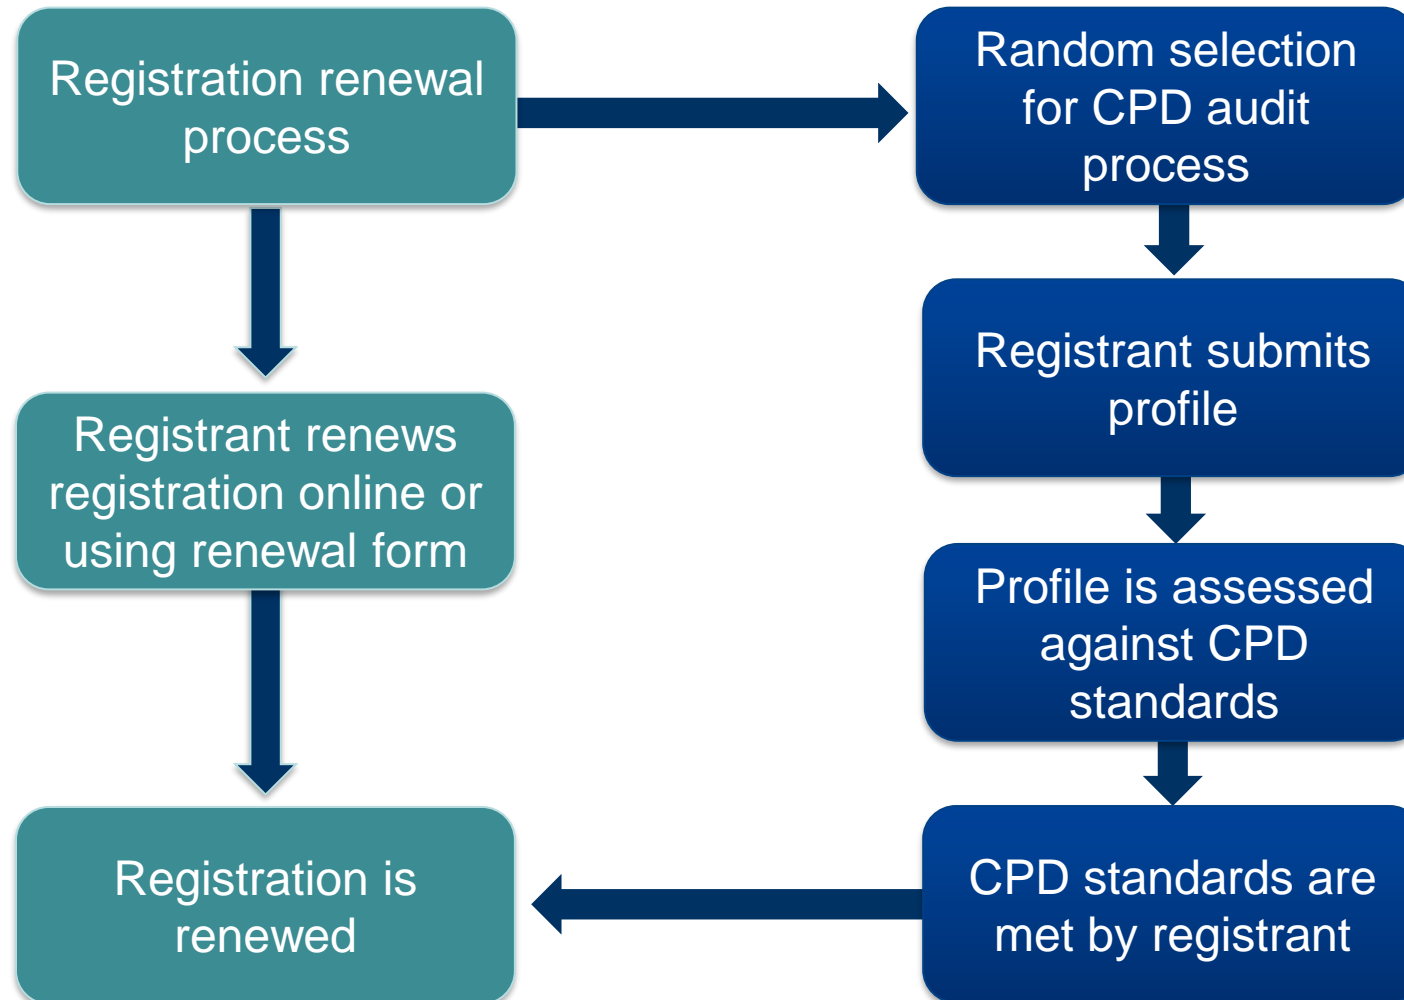 Registration renewal
process
Random selection
for CPD audit
process
Registrant submits
profile
Registrant renews
registration online or
using renewal form
Profile is assessed
against CPD
standards
Registration is
renewed
CPD standards are
met by registrant